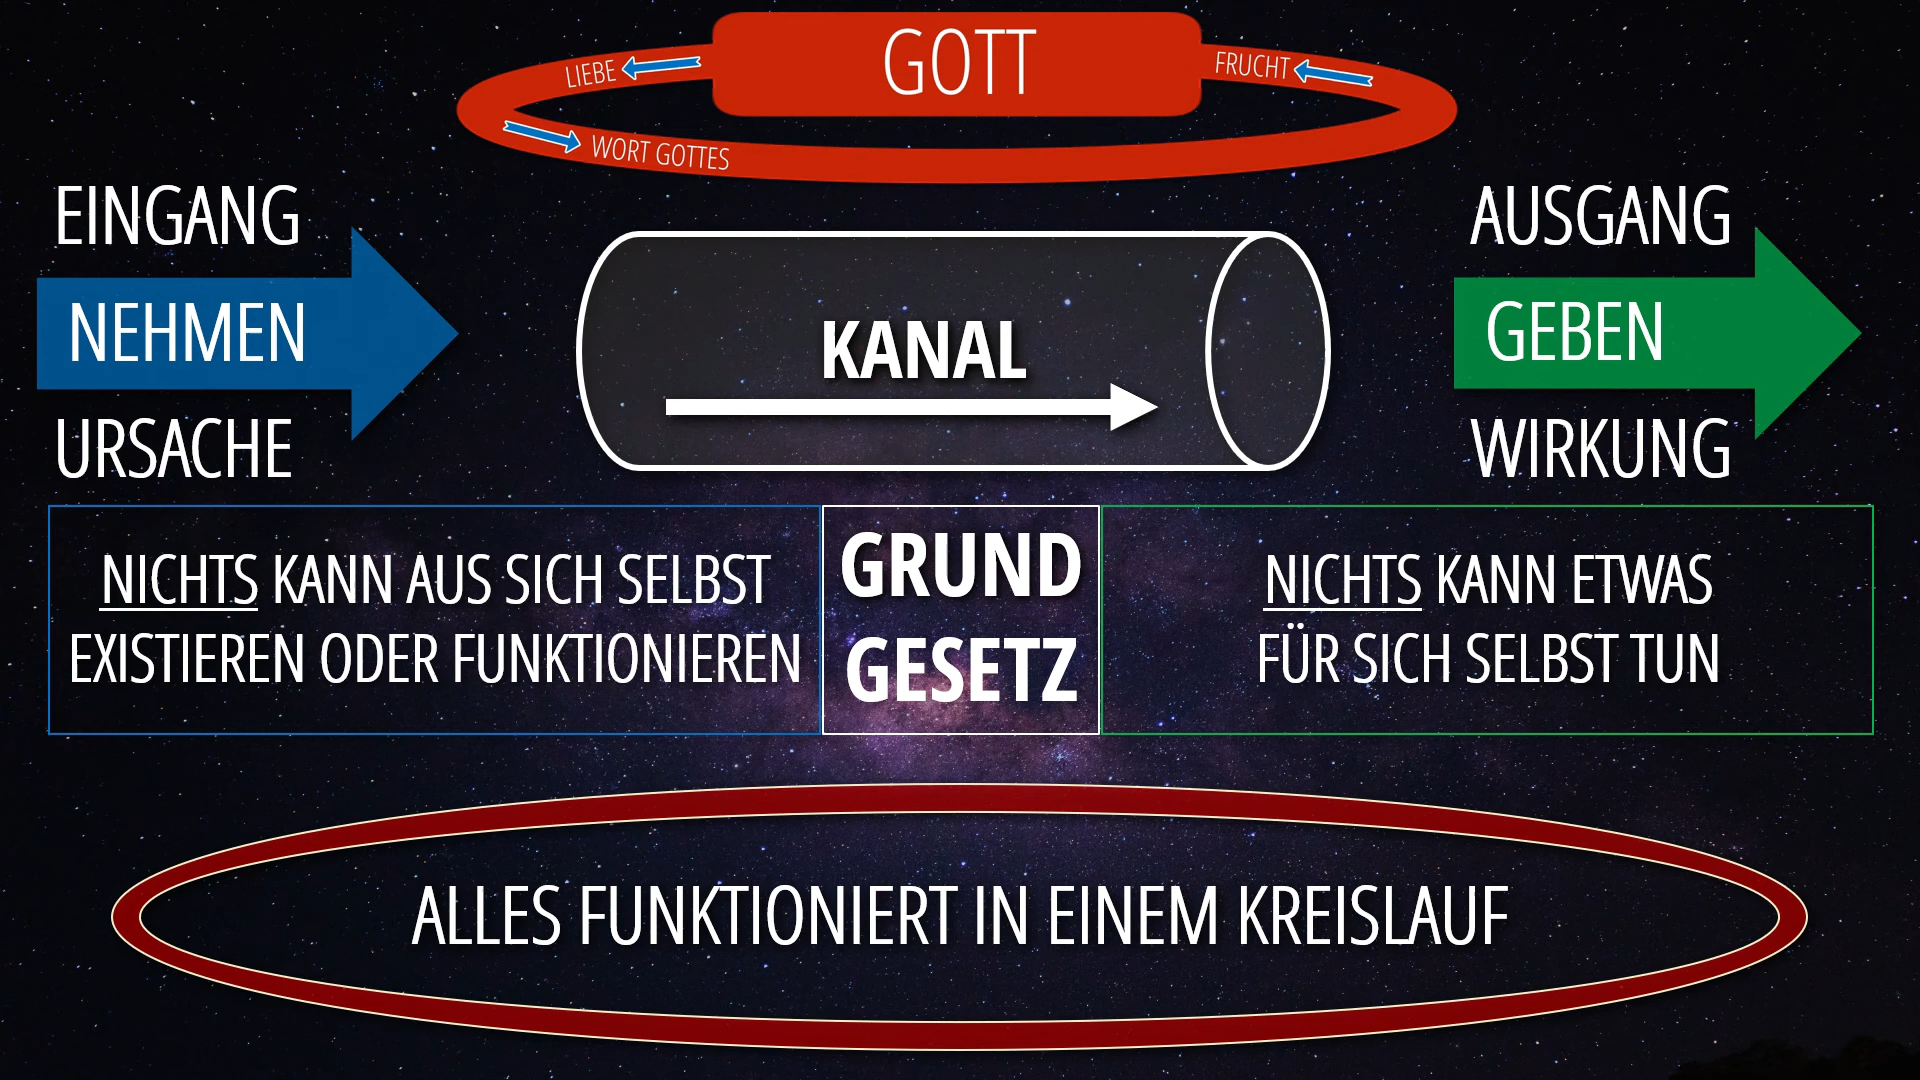 GOTT
LIEBE
FRUCHT
WORT GOTTES
EINGANG
NEHMEN
URSACHE
KANAL
AUSGANG
GEBEN
WIRKUNG
NICHTS KANN AUS SICH SELBST
EXISTIEREN ODER FUNKTIONIEREN
GRUND
GESETZ
NICHTS KANN ETWAS
FÜR SICH SELBST TUN
ALLES FUNKTIONIERT IN EINEM KREISLAUF